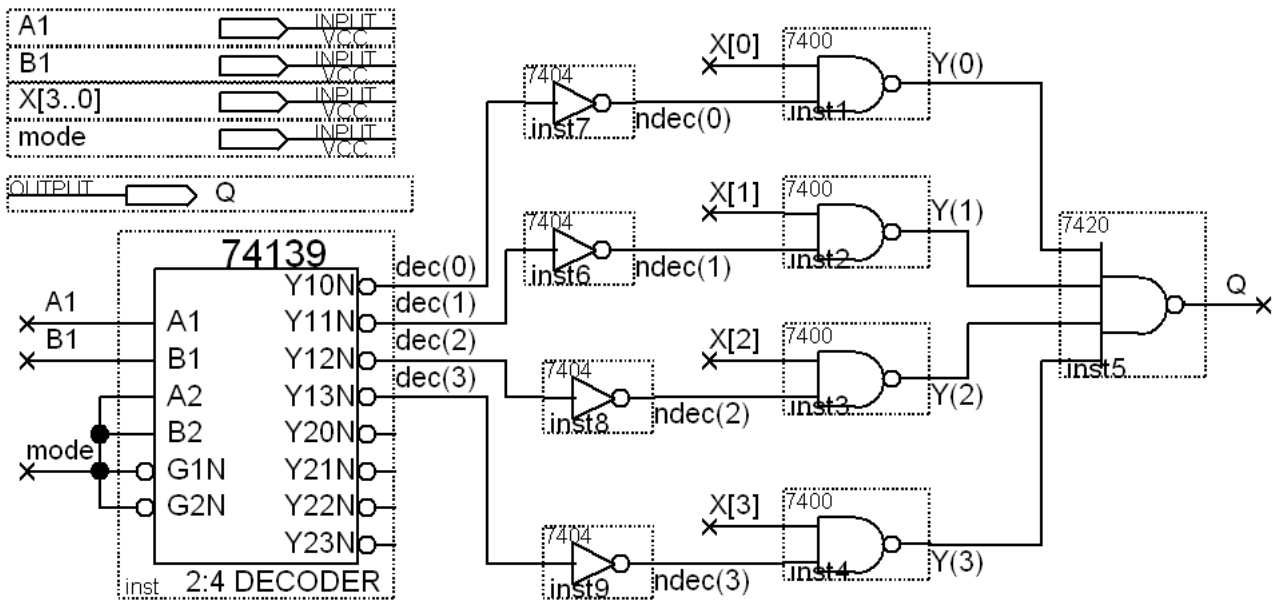 A1 INPUT VCC
B1 INPUT VCC
X[3..0] INPUT VCC
mode INPUT VCC
OUTPUT Q
74139
A1
B1
mode
A1
B1
A2
B2
G1N
G2N
Y10N
Y11N
Y12N
Y13N
Y20N
Y21N
Y22N
Y23N
inst 2:4 DECODER
dec(0)
dec(1)
dec(2)
dec(3)
7404
inst7
ndec(0)
7404
inst6
ndec(1)
7404
inst8
ndec(2)
7404
inst9
ndec(3)
X[0]
7400
inst1
Y(0)
X[1]
7400
inst2
Y(1)
X[2]
7400
inst3
Y(2)
X[3]
7400
inst4
Y(3)
7420
inst5
Q